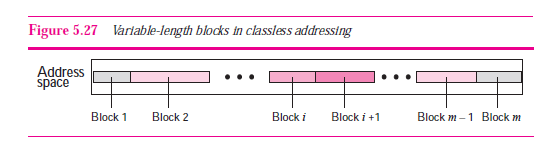 Figure 5.27 Variable-length blocks in classless addressing
Address
space
• • •
• • •
Block 1 Block 2 Block i Block i +1 Block m – 1 Block m